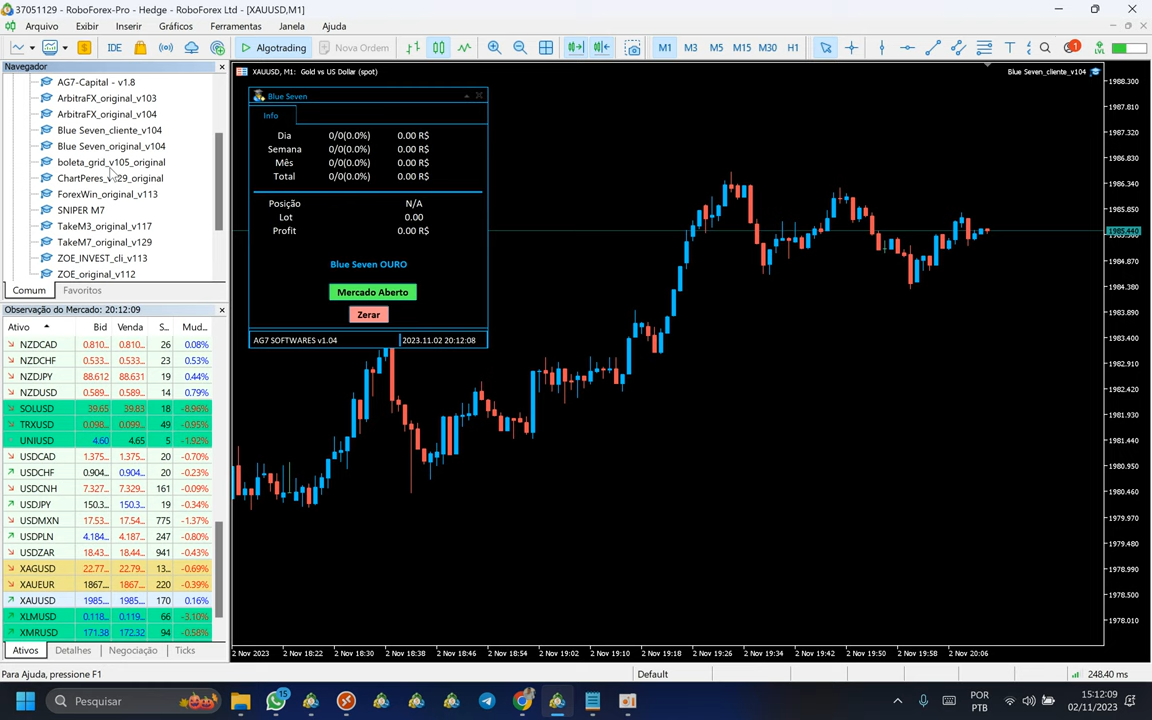 37051129 - RoboForex-Pro - Hedge - RoboForex Ltd - [XAUUSD,M1]
Arquivo Exibir Inserir Gráficos Ferramentas Janela Ajuda
IDE Algotrading Nova Ordem M1 M3 M5 M15 M30 H1 T 1 LVL
Navegador
AG7-Capital - v1.8
ArbitraFX_original_v103
ArbitraFX_original_v104
Blue Seven_cliente_v104
Blue Seven_original_v104
boleta_grid_v105_original
ChartPeres_v129_original
ForexWin_original_v113
SNIPER M7
TakeM3_original_v117
TakeM7_original_v129
ZOE_INVEST_cli_v113
ZOE_original_v112
Comum Favoritos
Observação do Mercado: 20:12:09
Ativo Bid Venda S... Mud...
NZDCAD 0.810... 0.810... 26 0.08%
NZDCHF 0.533... 0.533... 23 0.53%
NZDJPY 88.612 88.631 19 0.44%
NZDUSD 0.589... 0.589... 14 0.79%
SOLUSD 39.65 39.83 18 -8.96%
TRXUSD 0.098... 0.099... 49 -0.95%
UNIUSD 4.60 4.65 5 -1.92%
USDCAD 1.375... 1.375... 20 -0.70%
USDCHF 0.904... 0.904... 20 -0.23%
USDCNH 7.327... 7.329... 161 -0.09%
USDJPY 150.3... 150.3... 19 -0.34%
USDMXN 17.53... 17.54... 775 -1.37%
USDPLN 4.184... 4.187... 247 -0.80%
USDZAR 18.43... 18.44... 941 -0.43%
XAGUSD 22.77... 22.79... 13... -0.69%
XAUEUR 1867... 1867... 220 -0.39%
XAUUSD 1985... 1985... 170 0.16%
XLMUSD 0.118... 0.119... 66 -3.10%
XMRUSD 171.38 172.32 94 -0.58%
Ativos Detalhes Negociação Ticks
XAUUSD, M1: Gold vs US Dollar (spot)
Blue Seven_cliente_v104
Blue Seven
Info
Dia 0/0(0.0%) 0.00 R$
Semana 0/0(0.0%) 0.00 R$
Mês 0/0(0.0%) 0.00 R$
Total 0/0(0.0%) 0.00 R$
Posição N/A
Lot 0.00
Profit 0.00 R$
Blue Seven OURO
Mercado Aberto
Zerar
AG7 SOFTWARES v1.04 2023.11.02 20:12:08
1988.300
1987.810
1987.320
1986.830
1986.340
1985.850
1985.440
1984.870
1984.380
1983.890
1983.400
1982.910
1982.420
1981.930
1981.440
1980.950
1980.460
1979.970
1979.480
1978.990
1978.500
1978.010
2 Nov 2023 2 Nov 18:22 2 Nov 18:30 2 Nov 18:38 2 Nov 18:46 2 Nov 18:54 2 Nov 19:02 2 Nov 19:10 2 Nov 19:18 2 Nov 19:26 2 Nov 19:34 2 Nov 19:42 2 Nov 19:50 2 Nov 19:58 2 Nov 20:06
Para Ajuda, pressione F1 Default 248.40 ms
Pesquisar
15
POR
PTB
15:12:09
02/11/2023